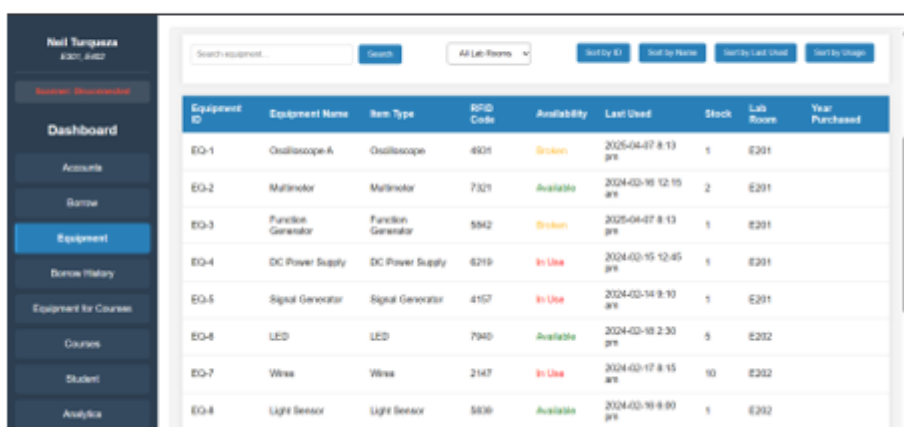 Neil Turqueza
E201, E202
Search equipment...
Search
All Lab Rooms
Sort by ID
Sort by Name
Sort by Last Used
Sort by Usage
Scanner: Disconnected
Dashboard
Accounts
Borrow
Equipment
Borrow History
Equipment for Courses
Courses
Student
Analytics
Equipment ID Equipment Name Item Type RFID Code Availability Last Used Stock Lab Room Year Purchased
EQ-1 Oscilloscope A Oscilloscope 4931 Broken 2025-04-07 8:13 pm 1 E201
EQ-2 Multimeter Multimeter 7321 Available 2024-02-16 12:15 am 2 E201
EQ-3 Function Generator Function Generator 5842 Broken 2025-04-07 8:13 pm 1 E201
EQ-4 DC Power Supply DC Power Supply 6219 In Use 2024-02-15 12:45 pm 1 E201
EQ-5 Signal Generator Signal Generator 4157 In Use 2024-02-14 9:10 am 1 E201
EQ-6 LED LED 7940 Available 2024-02-18 2:30 pm 5 E202
EQ-7 Wires Wires 2147 In Use 2024-02-17 8:15 am 10 E202
EQ-8 Light Sensor Light Sensor Available pm 1 E202